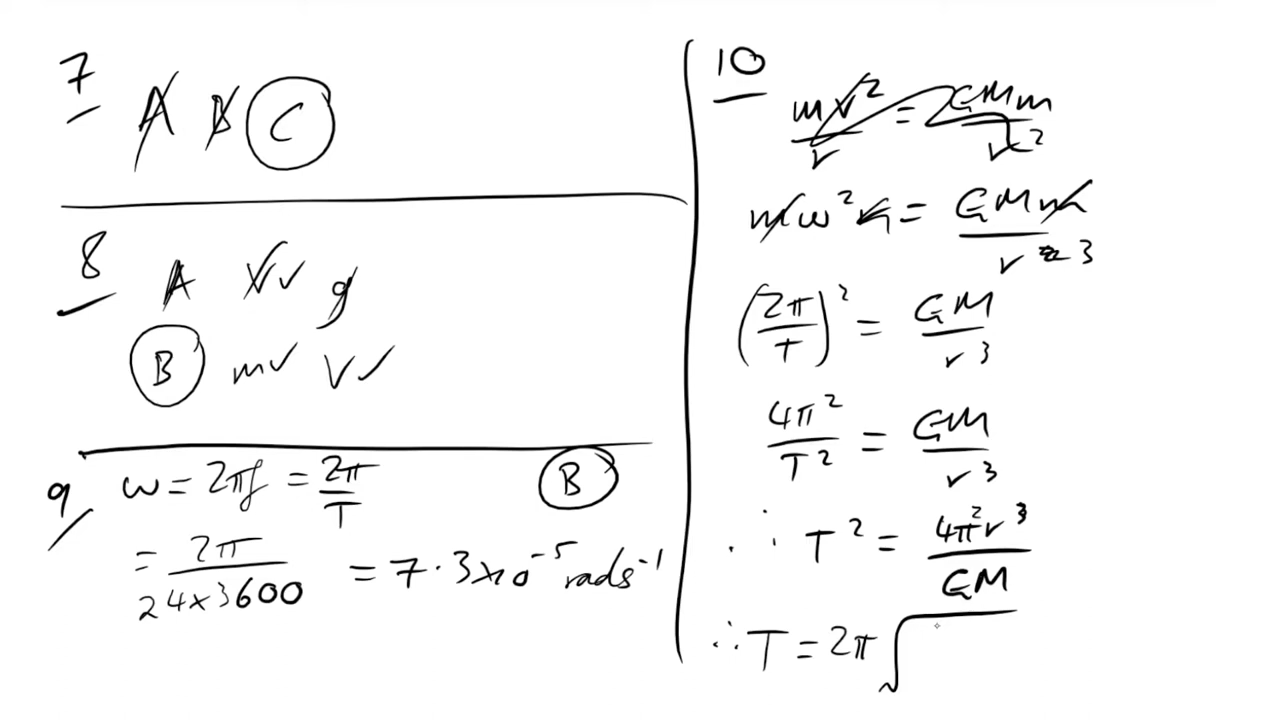 7
A B C
8
A V✓ g
B m✓ V✓
9
ω = 2πf = 2π/T
B
= 2π/(24×3600) = 7.3×10⁻⁵ rads⁻¹
10
mv²/r = GMm/r²
mω²r = GMm/r³
(2π/T)² = GM/r³
4π²/T² = GM/r³
∴ T² = 4π²r³/GM
∴ T = 2π√